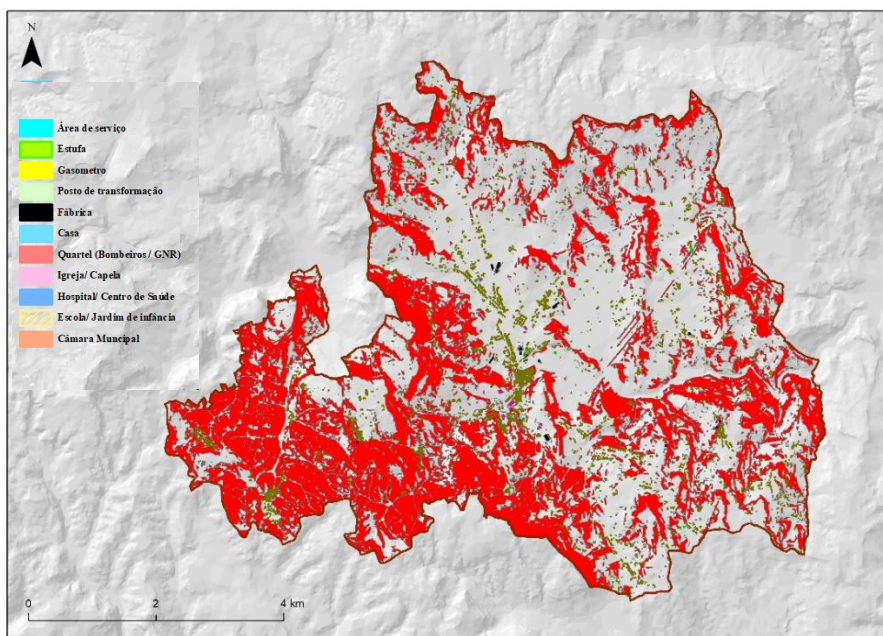 N
Área de serviço
Estufa
Gasometro
Posto de transformação
Fábrica
Casa
Quartel (Bombeiros / GNR)
Igreja/ Capela
Hospital/ Centro de Saúde
Escola/ Jardim de infância
Câmara Muncipal
0 2 4 km